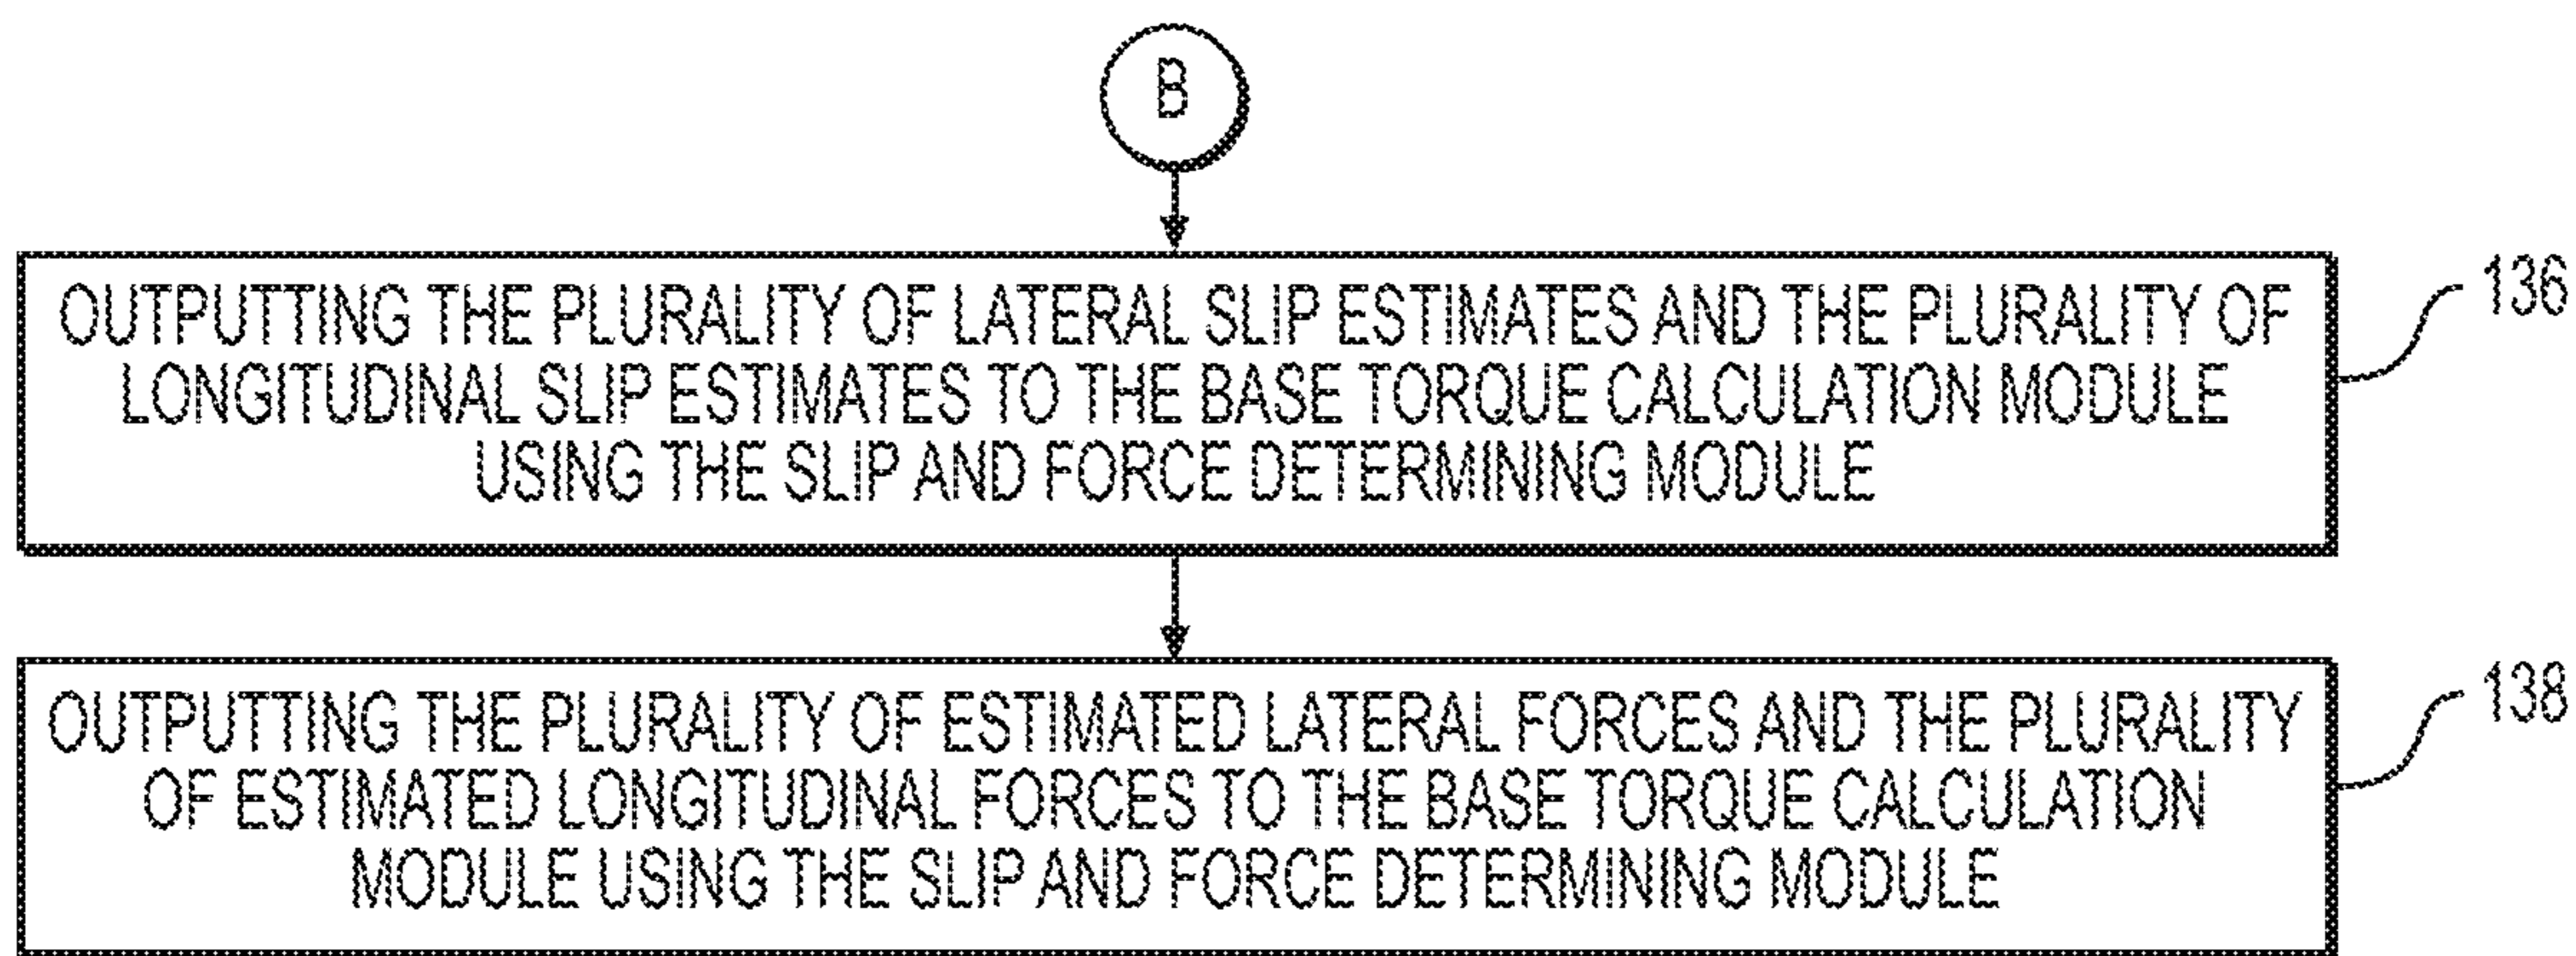 B
OUTPUTTING THE PLURALITY OF LATERAL SLIP ESTIMATES AND THE PLURALITY OF
LONGITUDINAL SLIP ESTIMATES TO THE BASE TORQUE CALCULATION MODULE
USING THE SLIP AND FORCE DETERMINING MODULE
136
OUTPUTTING THE PLURALITY OF ESTIMATED LATERAL FORCES AND THE PLURALITY
OF ESTIMATED LONGITUDINAL FORCES TO THE BASE TORQUE CALCULATION
MODULE USING THE SLIP AND FORCE DETERMINING MODULE
138